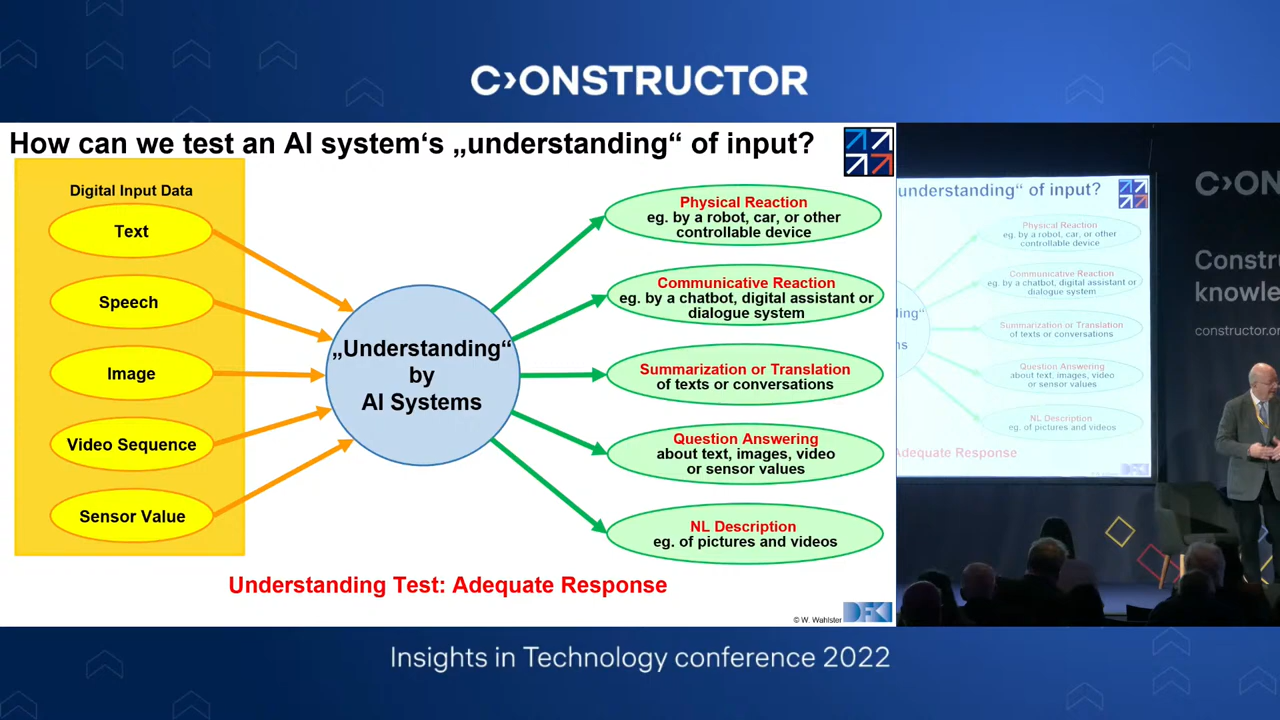 C›ONSTRUCTOR
How can we test an AI system‘s „understanding“ of input?
Digital Input Data
Text
Speech
Image
Video Sequence
Sensor Value
„Understanding“
by
AI Systems
Physical Reaction
eg. by a robot, car, or other
controllable device
Communicative Reaction
eg. by a chatbot, digital assistant or
dialogue system
Summarization or Translation
of texts or conversations
Question Answering
about text, images, video
or sensor values
NL Description
eg. of pictures and videos
Understanding Test: Adequate Response
© W. Wahlster
DFKI
understanding“ of input?
Physical Reaction
eg. by a robot, car, or other
controllable device
Communicative Reaction
eg. by a chatbot, digital assistant or
dialogue system
Summarization or Translation
of texts or conversations
Question Answering
about text, images, video
or sensor values
NL Description
eg. of pictures and videos
ding“
ms
Adequate Response
DFKI
C›ON
Constru
knowle
constructor.or
Insights in Technology conference 2022